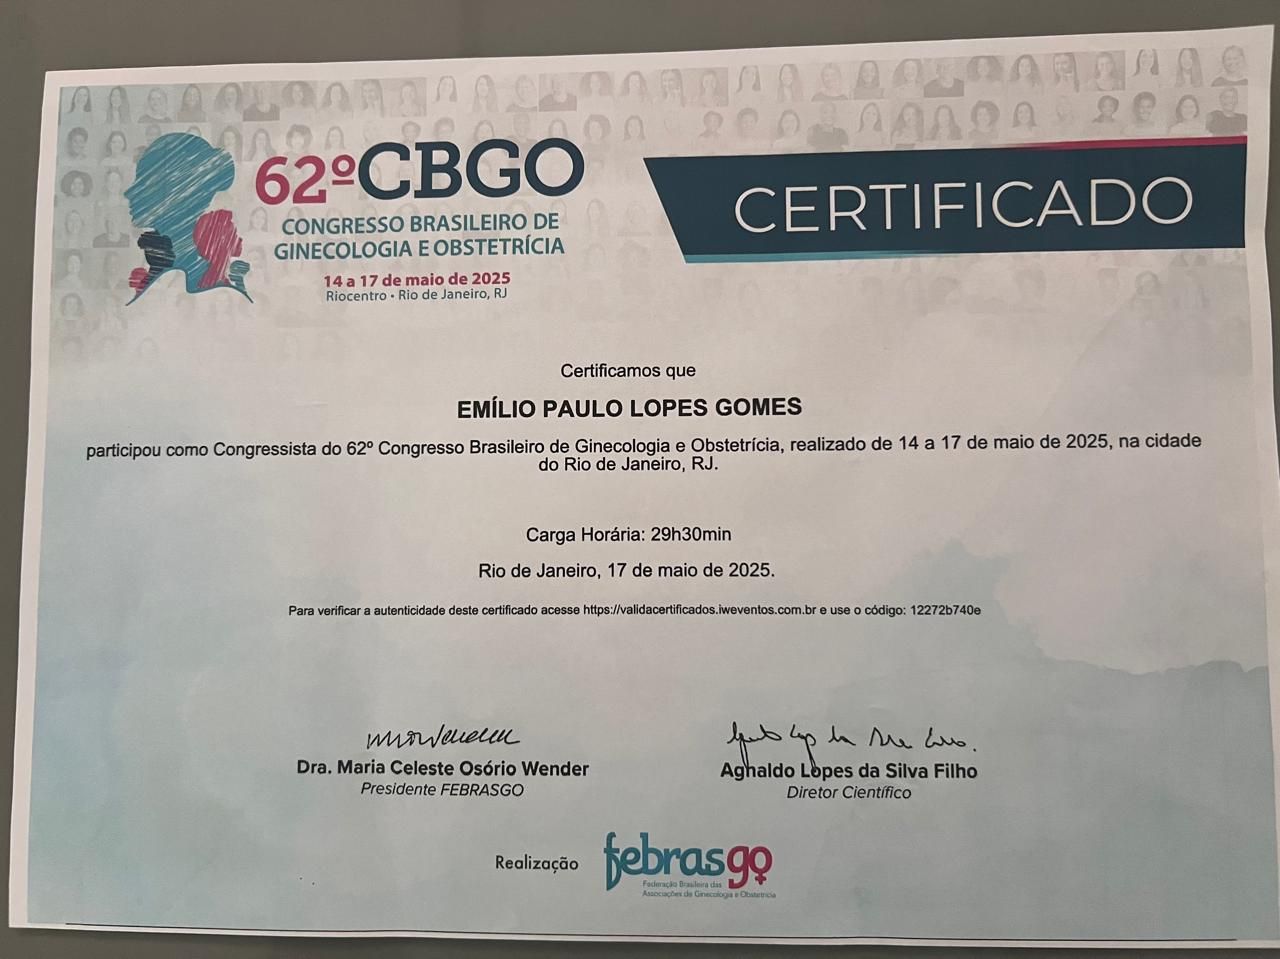 62º CBGO
CONGRESSO BRASILEIRO DE
GINECOLOGIA E OBSTETRÍCIA
14 a 17 de maio de 2025
Riocentro • Rio de Janeiro, RJ
CERTIFICADO
Certificamos que
EMÍLIO PAULO LOPES GOMES
participou como Congressista do 62º Congresso Brasileiro de Ginecologia e Obstetrícia, realizado de 14 a 17 de maio de 2025, na cidade
do Rio de Janeiro, RJ.
Carga Horária: 29h30min
Rio de Janeiro, 17 de maio de 2025.
Para verificar a autenticidade deste certificado acesse https://validacertificados.iweventos.com.br e use o código: 12272b740e
Dra. Maria Celeste Osório Wender
Presidente FEBRASGO
Agnaldo Lopes da Silva Filho
Diretor Científico
Realização
febrasgo
Federação Brasileira das
Associações de Ginecologia e Obstetrícia